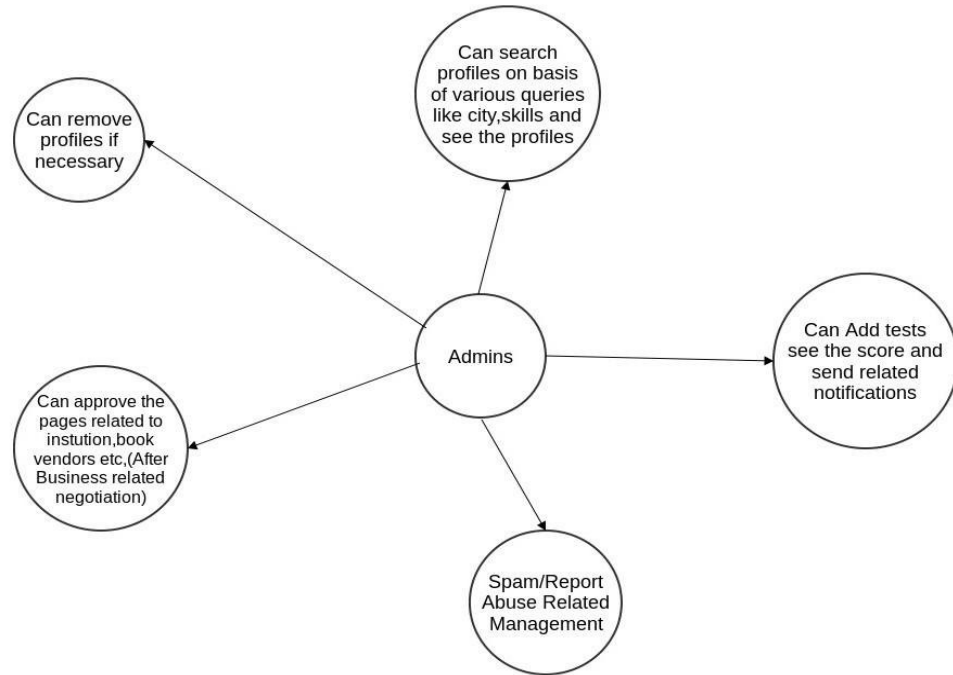 Can search
profiles on basis
of various queries
like city,skills and
see the profiles
Can remove
profiles if
necessary
Admins
Can Add tests
see the score and
send related
notifications
Can approve the
pages related to
instution,book
vendors etc,(After
Business related
negotiation)
Spam/Report
Abuse Related
Management